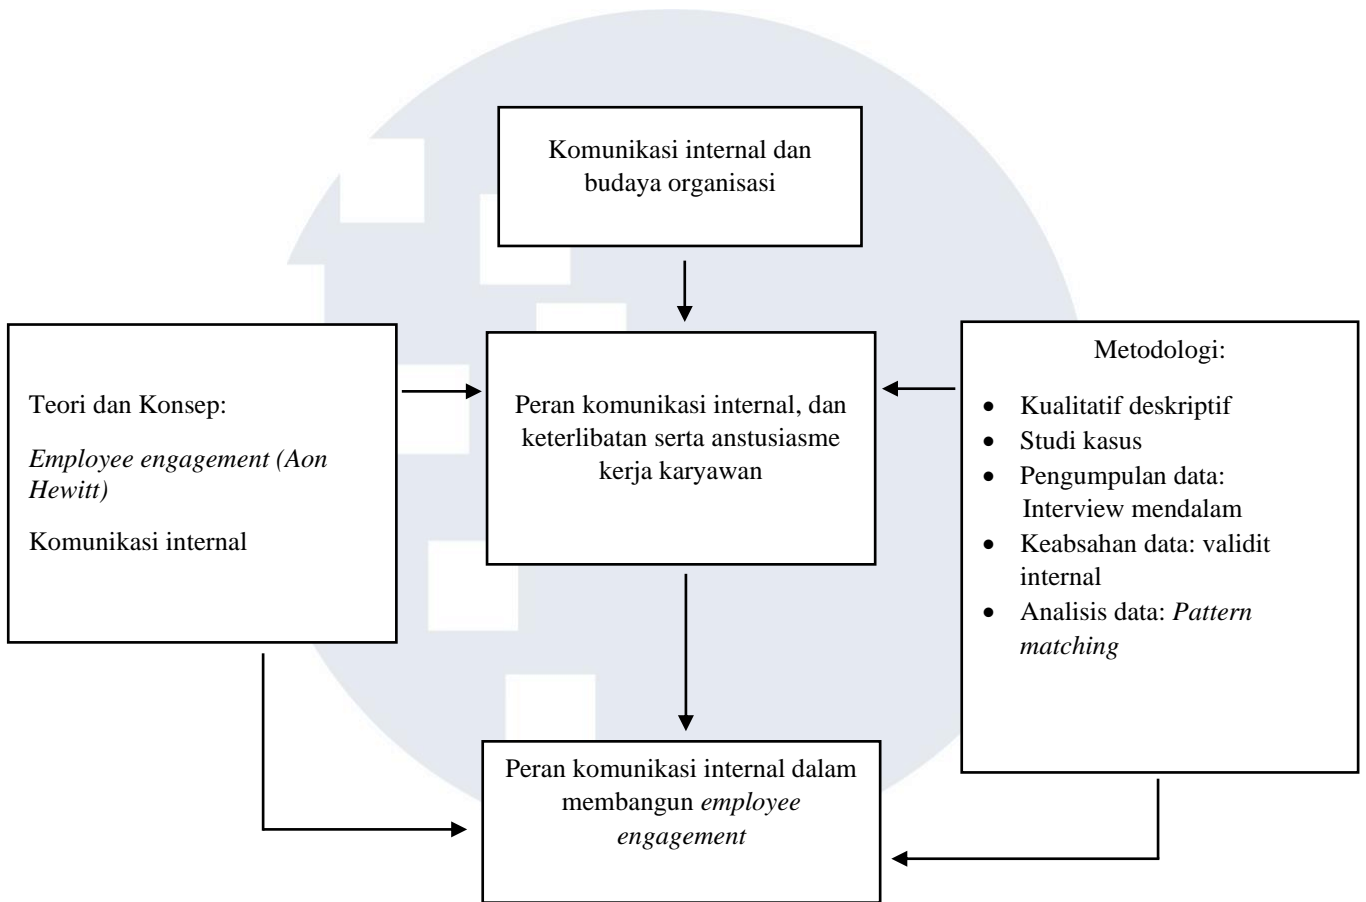 Komunikasi internal dan
budaya organisasi
Teori dan Konsep:
Employee engagement (Aon
Hewitt)
Komunikasi internal
Peran komunikasi internal, dan
keterlibatan serta anstusiasme
kerja karyawan
Metodologi:
• Kualitatif deskriptif
• Studi kasus
• Pengumpulan data:
Interview mendalam
• Keabsahan data: validit
internal
• Analisis data: Pattern
matching
Peran komunikasi internal dalam
membangun employee
engagement